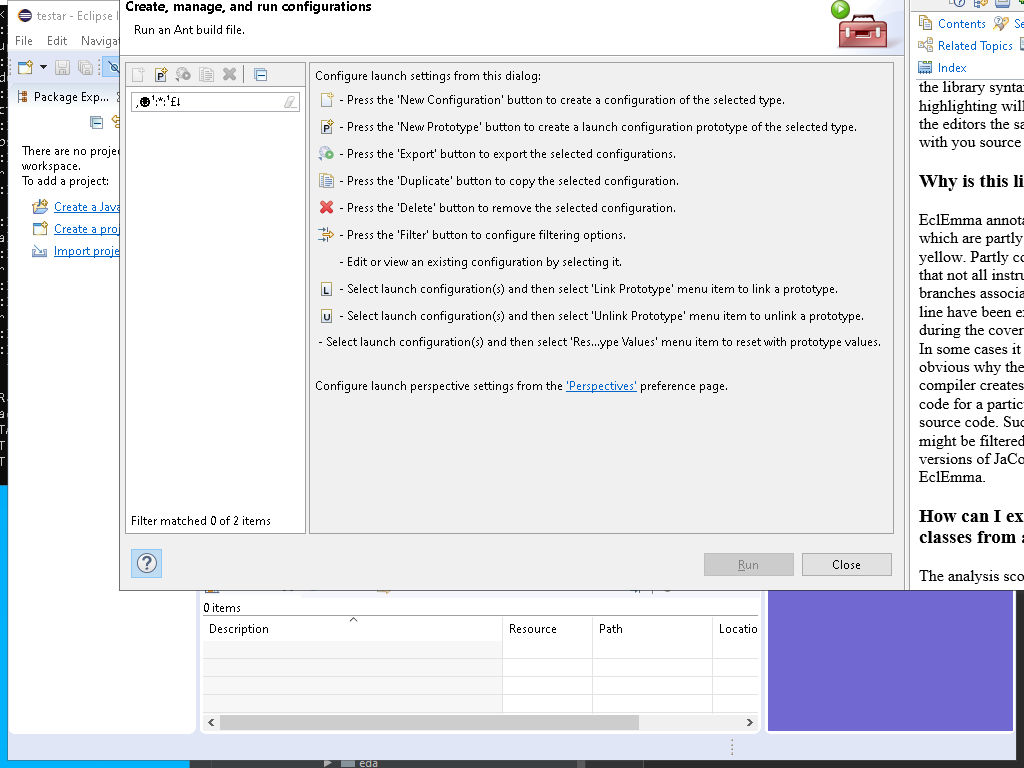 testar - Eclipse I
File Edit Navigat
Package Exp...
There are no projec
workspace.
To add a project:
Create a Java
Create a proj
Import proje
Create, manage, and run configurations
Run an Ant build file.
Filter matched 0 of 2 items
Configure launch settings from this dialog:
- Press the 'New Configuration' button to create a configuration of the selected type.
- Press the 'New Prototype' button to create a launch configuration prototype of the selected type.
- Press the 'Export' button to export the selected configurations.
- Press the 'Duplicate' button to copy the selected configuration.
- Press the 'Delete' button to remove the selected configuration.
- Press the 'Filter' button to configure filtering options.
- Edit or view an existing configuration by selecting it.
L - Select launch configuration(s) and then select 'Link Prototype' menu item to link a prototype.
U - Select launch configuration(s) and then select 'Unlink Prototype' menu item to unlink a prototype.
- Select launch configuration(s) and then select 'Res...ype Values' menu item to reset with prototype values.
Configure launch perspective settings from the 'Perspectives' preference page.
Run Close
Contents Se
Related Topics
Index
the library syntax
highlighting will
the editors the sa
with you source
Why is this li
EclEmma annota
which are partly
yellow. Partly co
that not all instru
branches associa
line have been ex
during the cover
In some cases it
obvious why the
compiler creates
code for a partic
source code. Suc
might be filtered
versions of JaCo
EclEmma.
How can I ex
classes from a
The analysis sco
0 items
Description Resource Path Locatio
eda